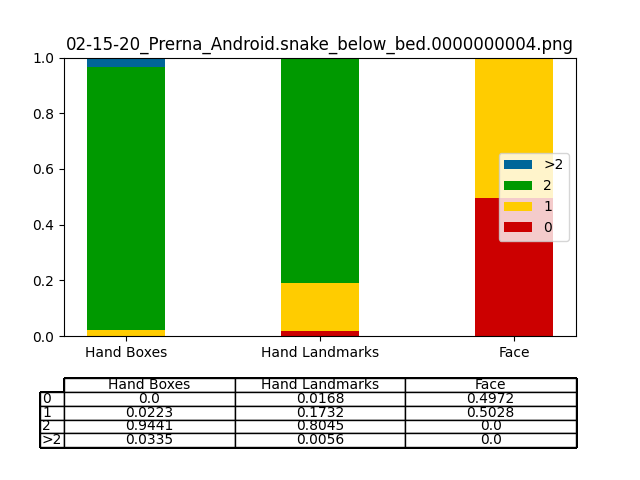 02-15-20_Prerna_Android.snake_below_bed.0000000004.png
1.0
0.8
0.6
0.4
0.2
0.0
>2
2
1
0
Hand Boxes Hand Landmarks Face
Hand Boxes Hand Landmarks Face
0 0.0 0.0168 0.4972
1 0.0223 0.1732 0.5028
2 0.9441 0.8045 0.0
>2 0.0335 0.0056 0.0